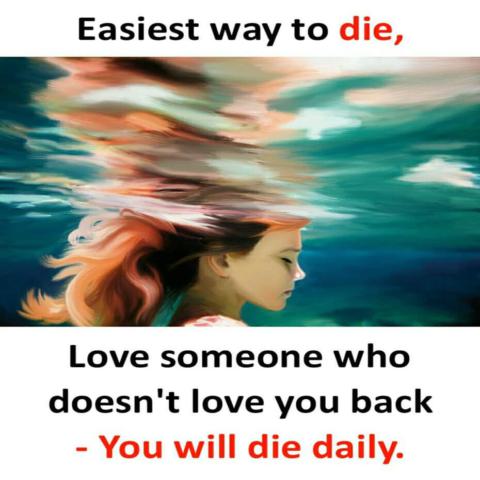 Easiest way to die,
Love someone who
doesn't love you back
- You will die daily.